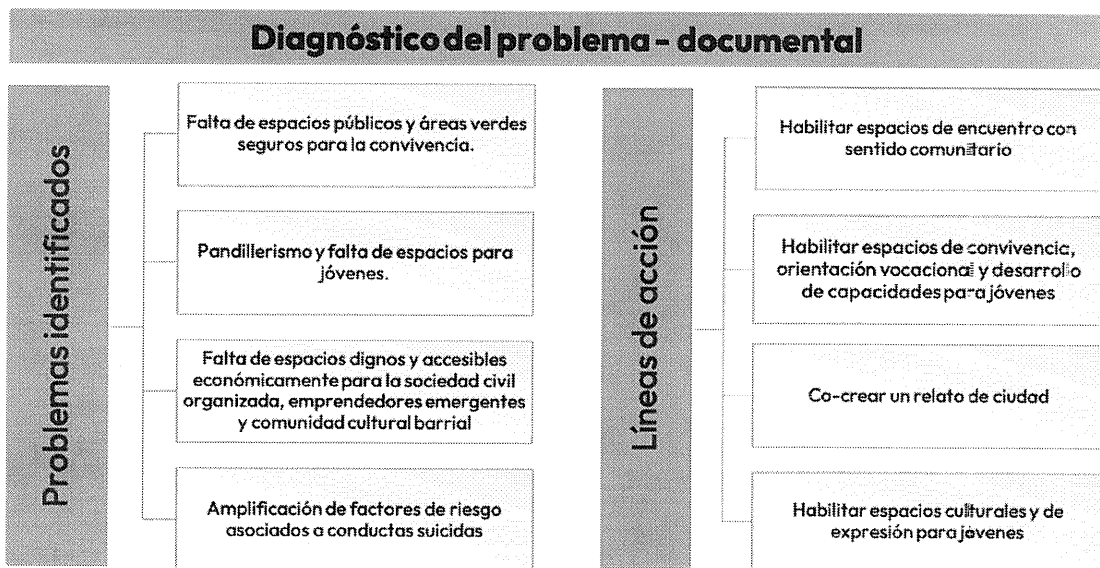 Diagnóstico del problema - documental
Problemas identificados
Falta de espacios públicos y áreas verdes
seguros para la convivencia.
Pandillerismo y falta de espacios para
jóvenes.
Falta de espacios dignos y accesibles
económicamente para la sociedad civil
organizada, emprendedores emergentes
y comunidad cultural barrial
Amplificación de factores de riesgo
asociados a conductas suicidas
Líneas de acción
Habilitar espacios de encuentro con
sentido comunitario
Habilitar espacios de convivencia,
orientación vocacional y desarrollo
de capacidades para jóvenes
Co-crear un relato de ciudad
Habilitar espacios culturales y de
expresión para jóvenes